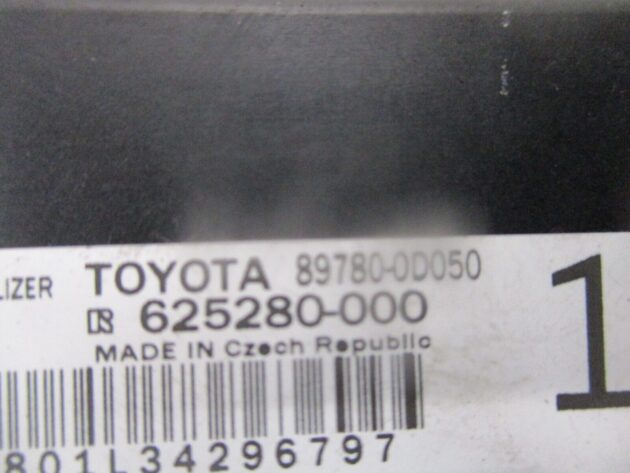 LIZER TOYOTA 89780-0D050
625280-000
MADE IN Czech Republic
801L34296797
1